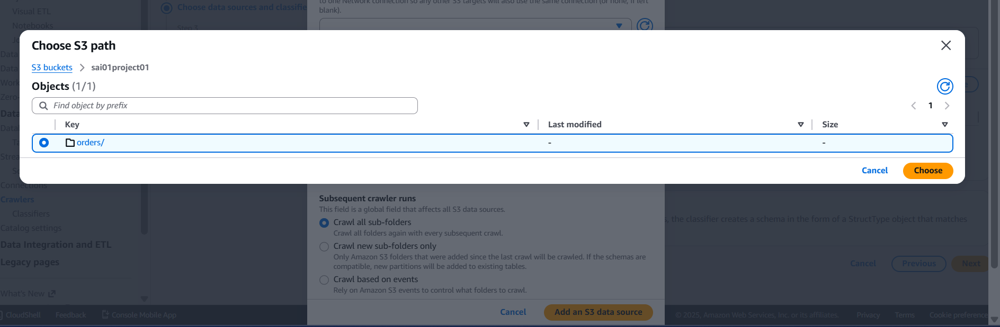 Visual ETL
Choose data sources and classifie
to one Network connection so any other S3 targets will also use the same connection (or none, if left
blank).
Notebooks
Step 3
Choose S3 path
S3 buckets > sai01project01
Objects (1/1)
Find object by prefix
1
Key Last modified Size
orders/ - -
Cancel Choose
Connections
Crawlers
Classifiers
Catalog settings
Data Integration and ETL
Legacy pages
What's New
Subsequent crawler runs
This field is a global field that affects all S3 data sources.
Crawl all sub-folders
Crawl all folders again with every subsequent crawl.
Crawl new sub-folders only
Only Amazon S3 folders that were added since the last crawl will be crawled. If the schemas are
compatible, new partitions will be added to existing tables.
Crawl based on events
Rely on Amazon S3 events to control what folders to crawl.
Cancel Add an S3 data source
, the classifier creates a schema in the form of a StructType object that matches
Cancel Previous Next
CloudShell Feedback Console Mobile App
© 2025, Amazon Web Services, Inc. or its affiliates. Privacy Terms Cookie preference